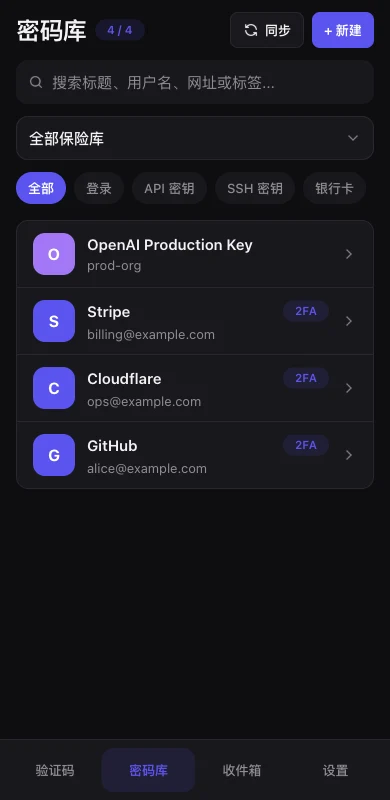 密码库 4 / 4 同步 + 新建
搜索标题、用户名、网址或标签...
全部保险库
全部 登录 API 密钥 SSH 密钥 银行卡
O OpenAI Production Key
prod-org
S Stripe 2FA
billing@example.com
C Cloudflare 2FA
ops@example.com
G GitHub 2FA
alice@example.com
验证码 密码库 收件箱 设置